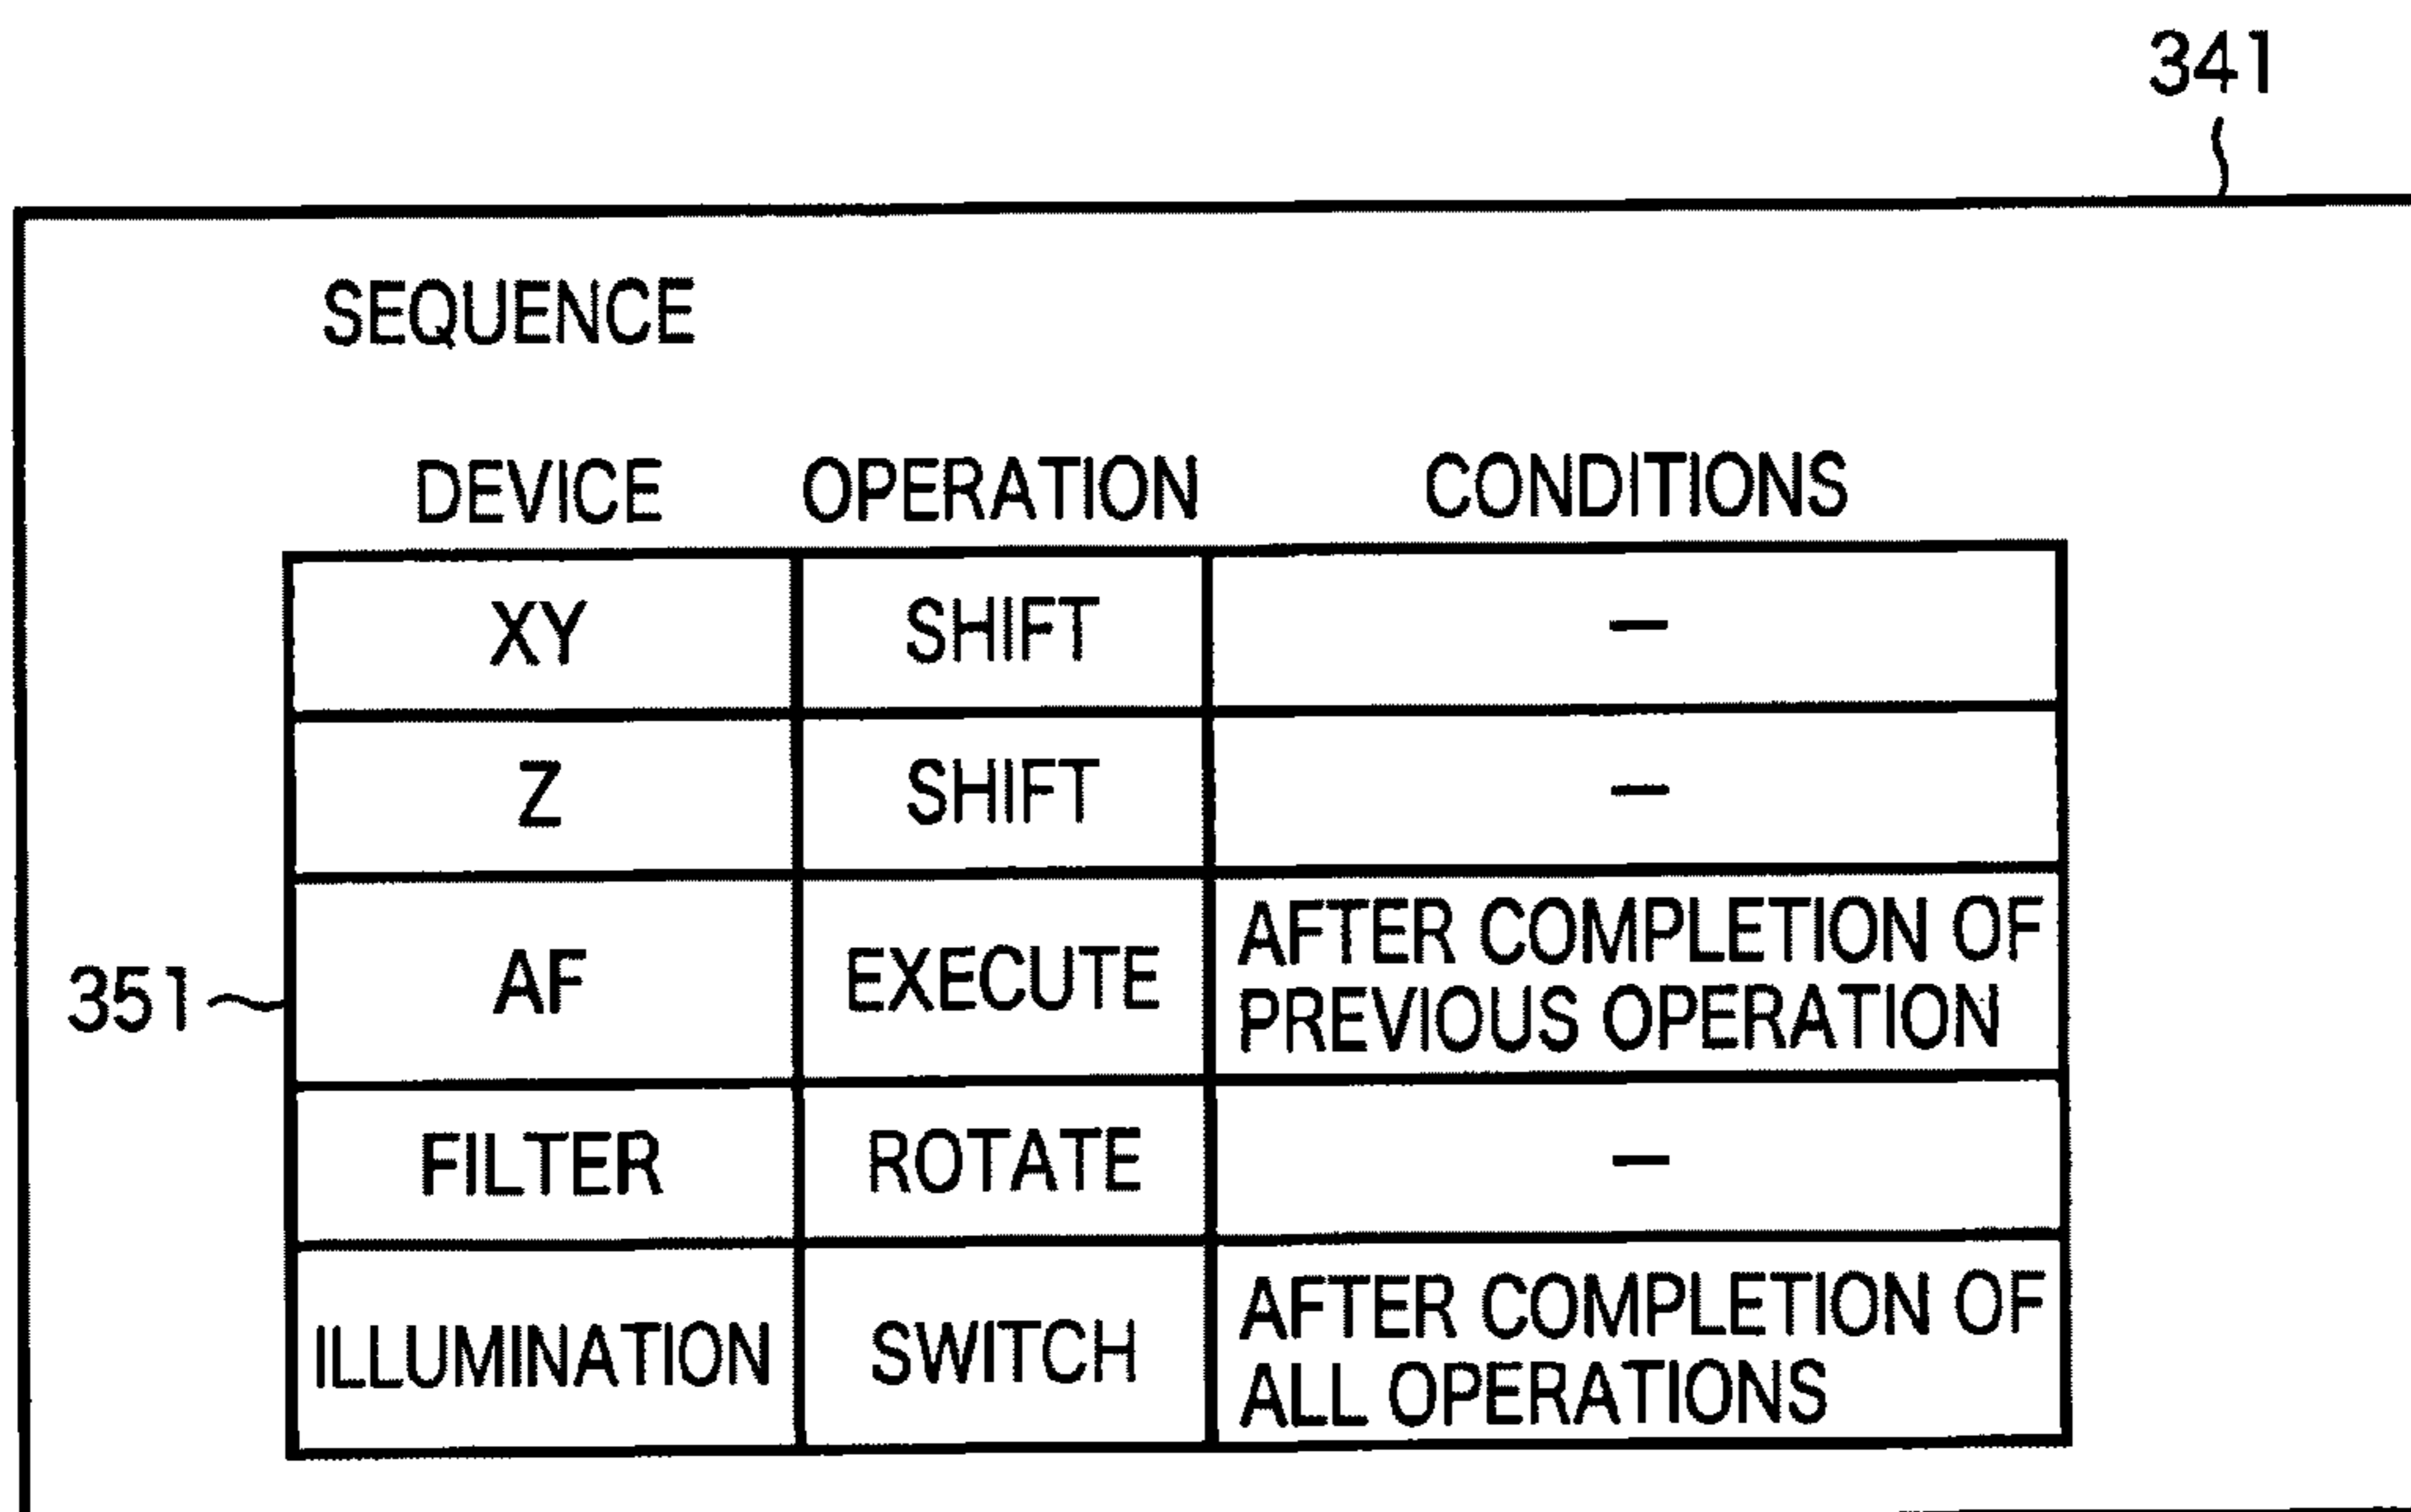 341
SEQUENCE
DEVICE OPERATION CONDITIONS
XY SHIFT —
Z SHIFT —
AF EXECUTE AFTER COMPLETION OF
PREVIOUS OPERATION
351
FILTER ROTATE —
ILLUMINATION SWITCH AFTER COMPLETION OF
ALL OPERATIONS